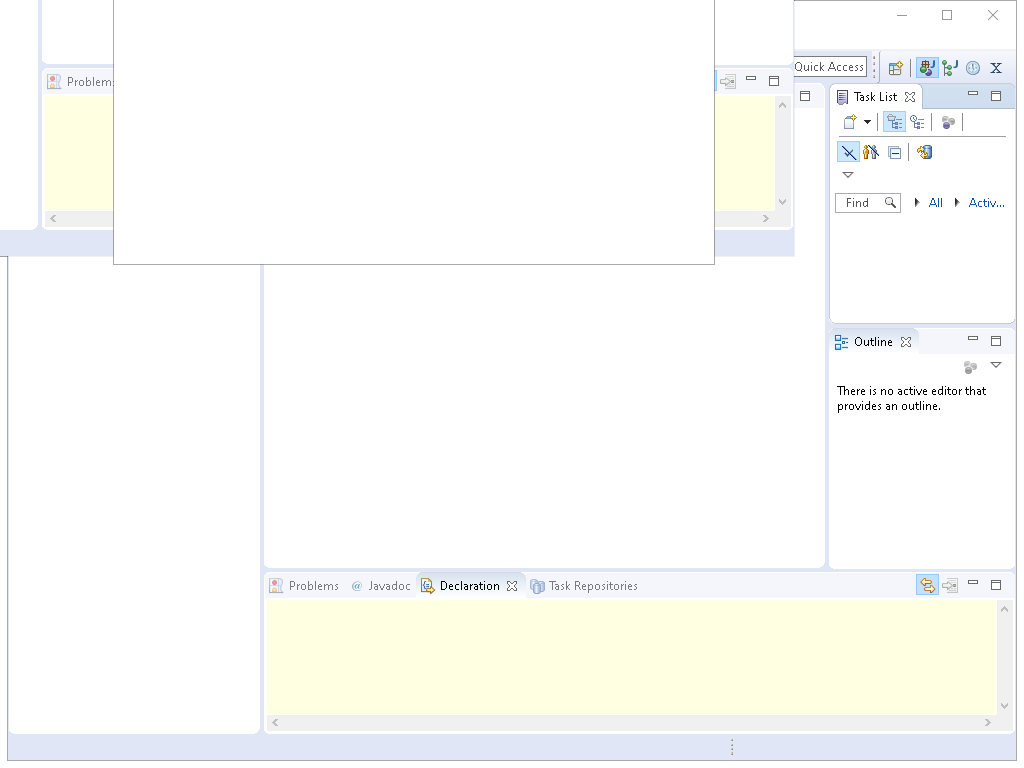 Problem
Quick Access
Task List
Find
All
Activ...
Outline
There is no active editor that
provides an outline.
Problems
@ Javadoc
Declaration
Task Repositories